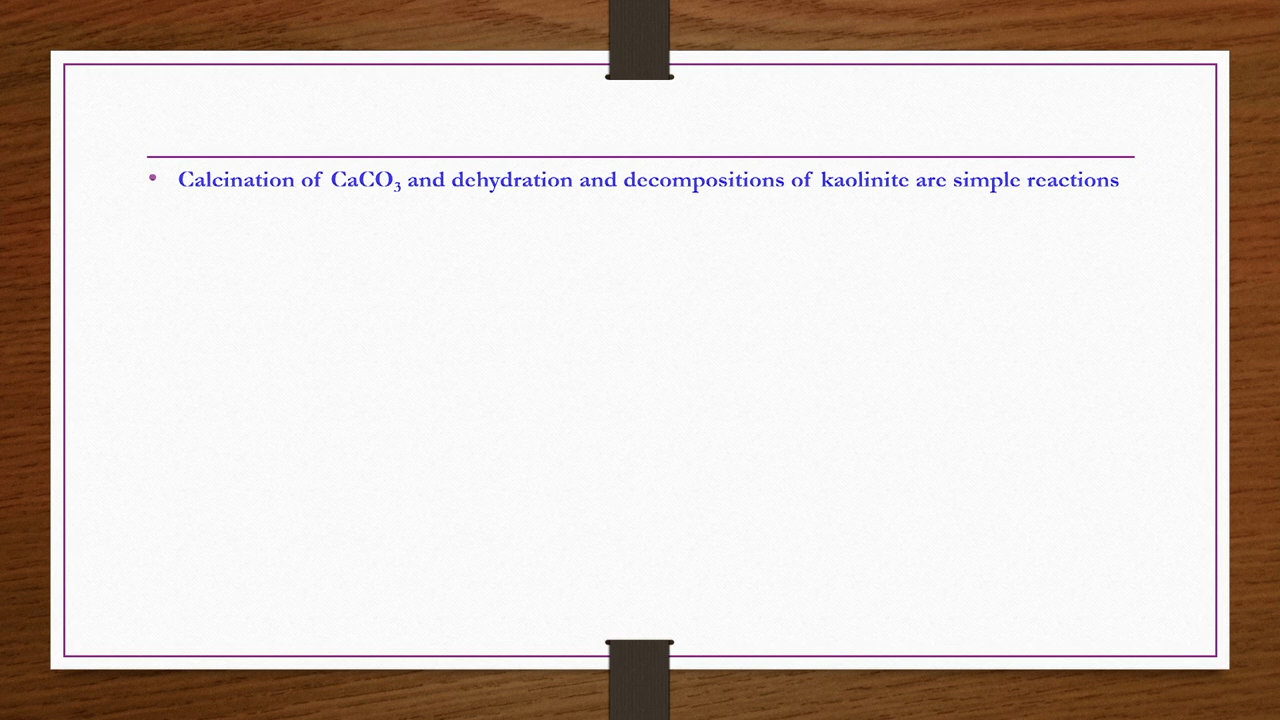 • Calcination of CaCO₃ and dehydration and decompositions of kaolinite are simple reactions